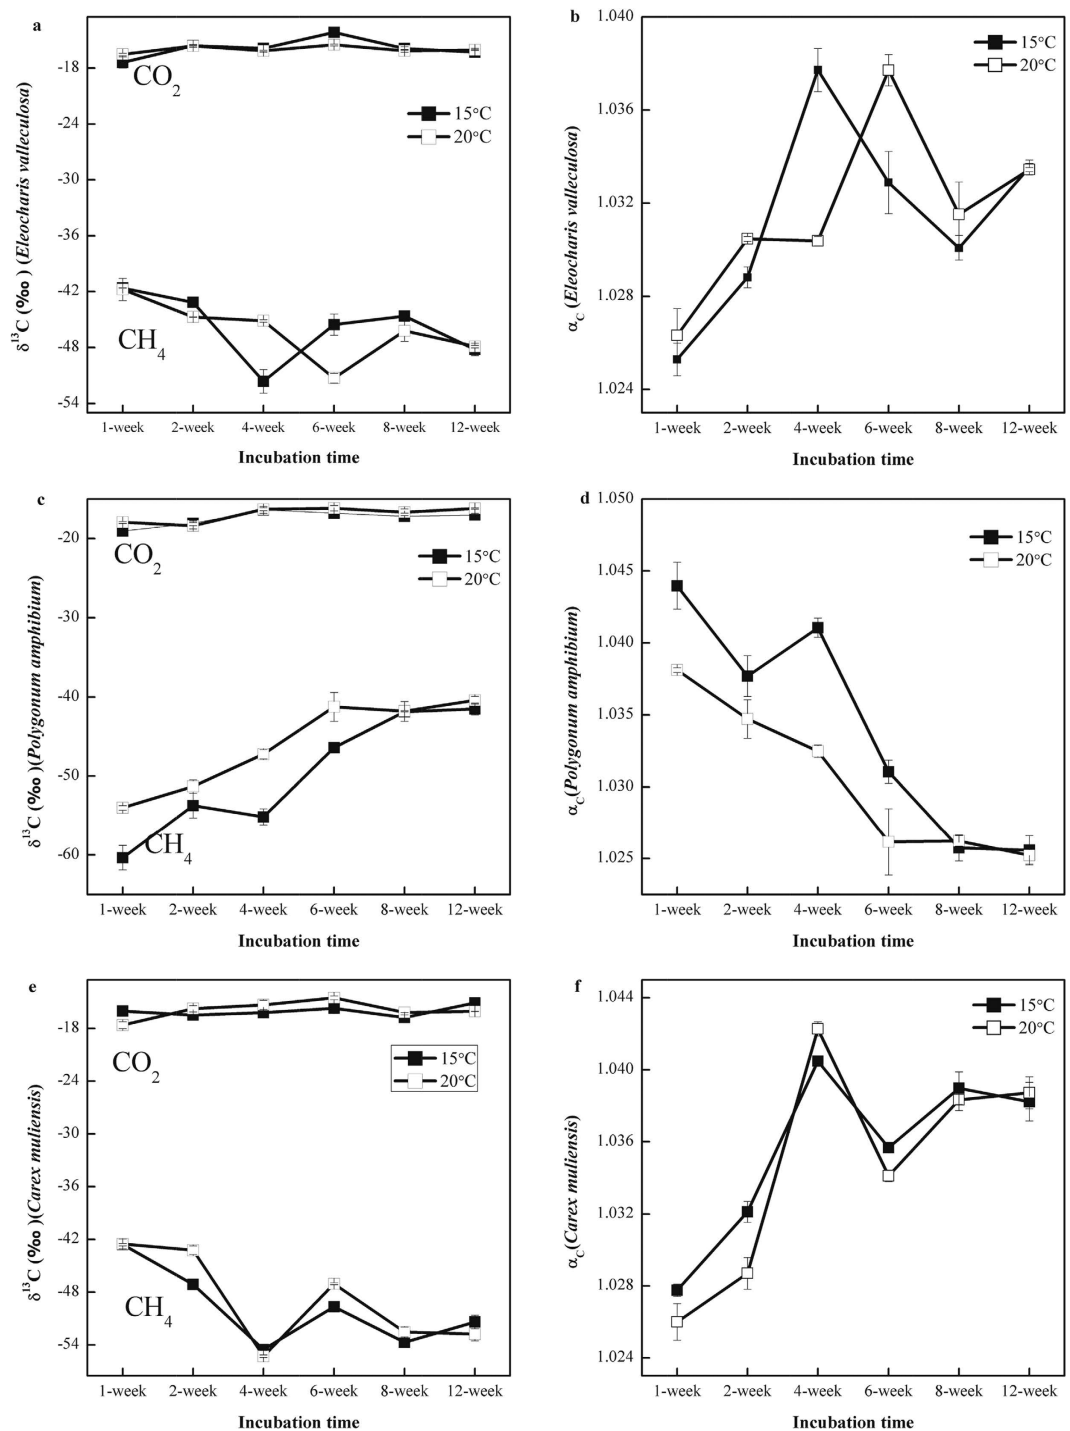 a
CO2
15°C
20°C
CH4
-18
-24
-30
-36
-42
-48
-54
δ13C (‰ ) (Eleocharis valleculosa)
1-week 2-week 4-week 6-week 8-week 12-week
Incubation time
b
15°C
20°C
1.040
1.036
1.032
1.028
1.024
αC (Eleocharis valleculosa)
1-week 2-week 4-week 6-week 8-week 12-week
Incubation time
c
CO2
15°C
20°C
CH4
-20
-30
-40
-50
-60
δ13C (‰ )(Polygonum amphibium)
1-week 2-week 4-week 6-week 8-week 12-week
Incubation time
d
15°C
20°C
1.050
1.045
1.040
1.035
1.030
1.025
αC(Polygonum amphibium)
1-week 2-week 4-week 6-week 8-week 12-week
Incubation time
e
CO2
15°C
20°C
CH4
-18
-24
-30
-36
-42
-48
-54
δ13C (‰ )(Carex muliensis)
1-week 2-week 4-week 6-week 8-week 12-week
Incubation time
f
15°C
20°C
1.044
1.040
1.036
1.032
1.028
1.024
αC(Carex muliensis)
1-week 2-week 4-week 6-week 8-week 12-week
Incubation time